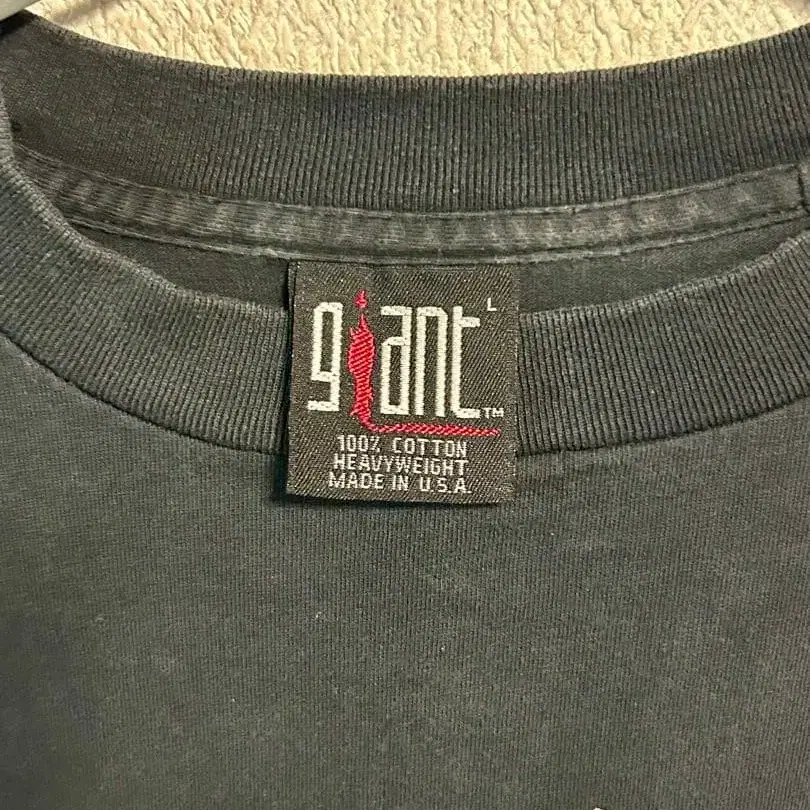 giant L
TM
100% COTTON
HEAVYWEIGHT
MADE IN U.S.A.